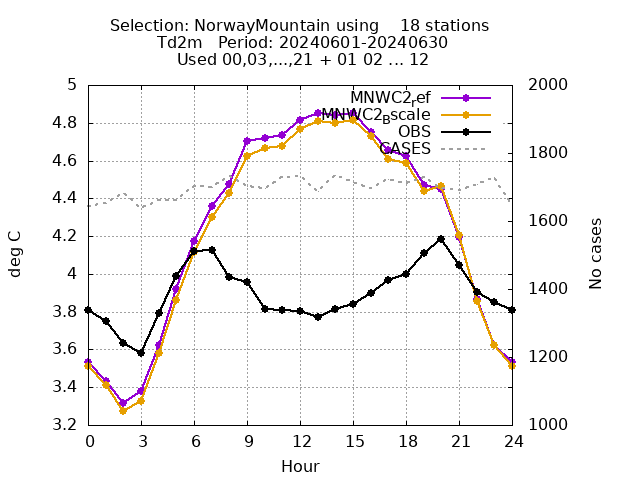 Selection: NorwayMountain using 18 stations
Td2m Period: 20240601-20240630
Used 00,03,...,21 + 01 02 ... 12
5
4.8
4.6
4.4
4.2
4
3.8
3.6
3.4
3.2
deg C
MNWC2ref
MNWC2Bscale
OBS
CASES
2000
1800
1600
1400
1200
1000
No cases
0 3 6 9 12 15 18 21 24
Hour